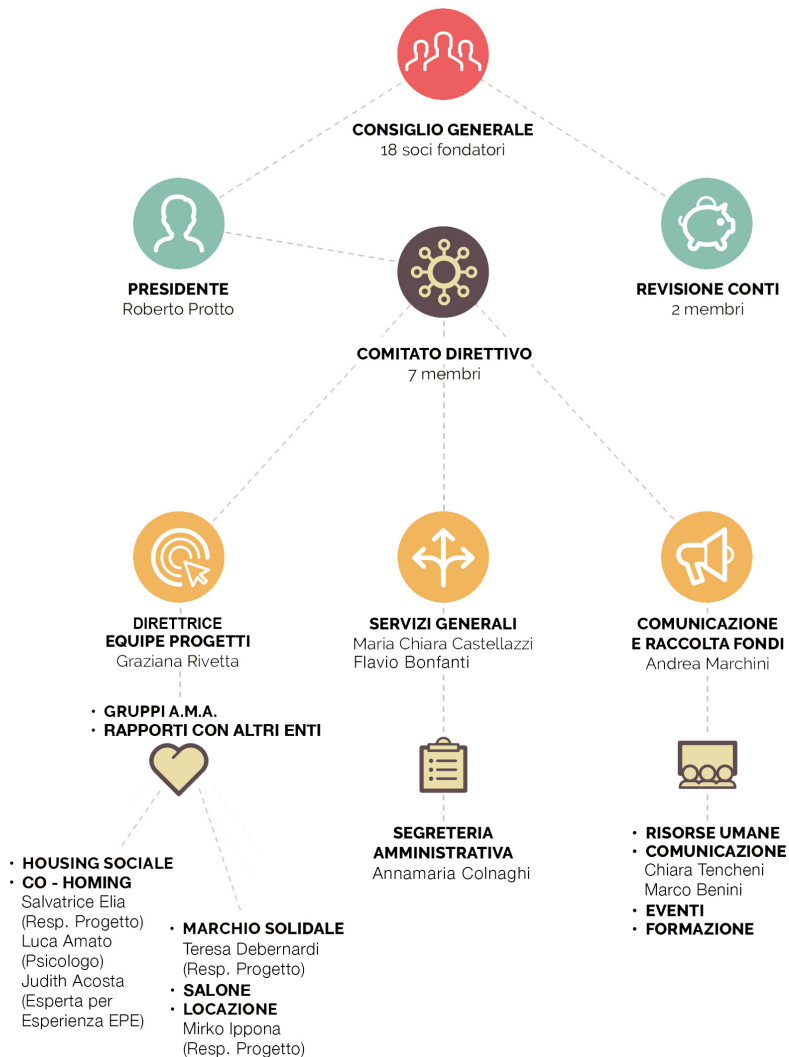 CONSIGLIO GENERALE
18 soci fondatori
PRESIDENTE
Roberto Protto
REVISIONE CONTI
2 membri
COMITATO DIRETTIVO
7 membri
DIRETTRICE
EQUIPE PROGETTI
Graziana Rivetta
SERVIZI GENERALI
Maria Chiara Castellazzi
Flavio Bonfanti
COMUNICAZIONE
E RACCOLTA FONDI
Andrea Marchini
• GRUPPI A.M.A.
• RAPPORTI CON ALTRI ENTI
SEGRETERIA
AMMINISTRATIVA
Annamaria Colnaghi
• RISORSE UMANE
• COMUNICAZIONE
Chiara Tencheni
Marco Benini
• EVENTI
• FORMAZIONE
• HOUSING SOCIALE
• CO - HOMING
Salvatrice Elia
(Resp. Progetto)
Luca Amato
(Psicologo)
Judith Acosta
(Esperta per
Esperienza EPE)
• MARCHIO SOLIDALE
Teresa Debernardi
(Resp. Progetto)
• SALONE
• LOCAZIONE
Mirko Ippona
(Resp. Progetto)